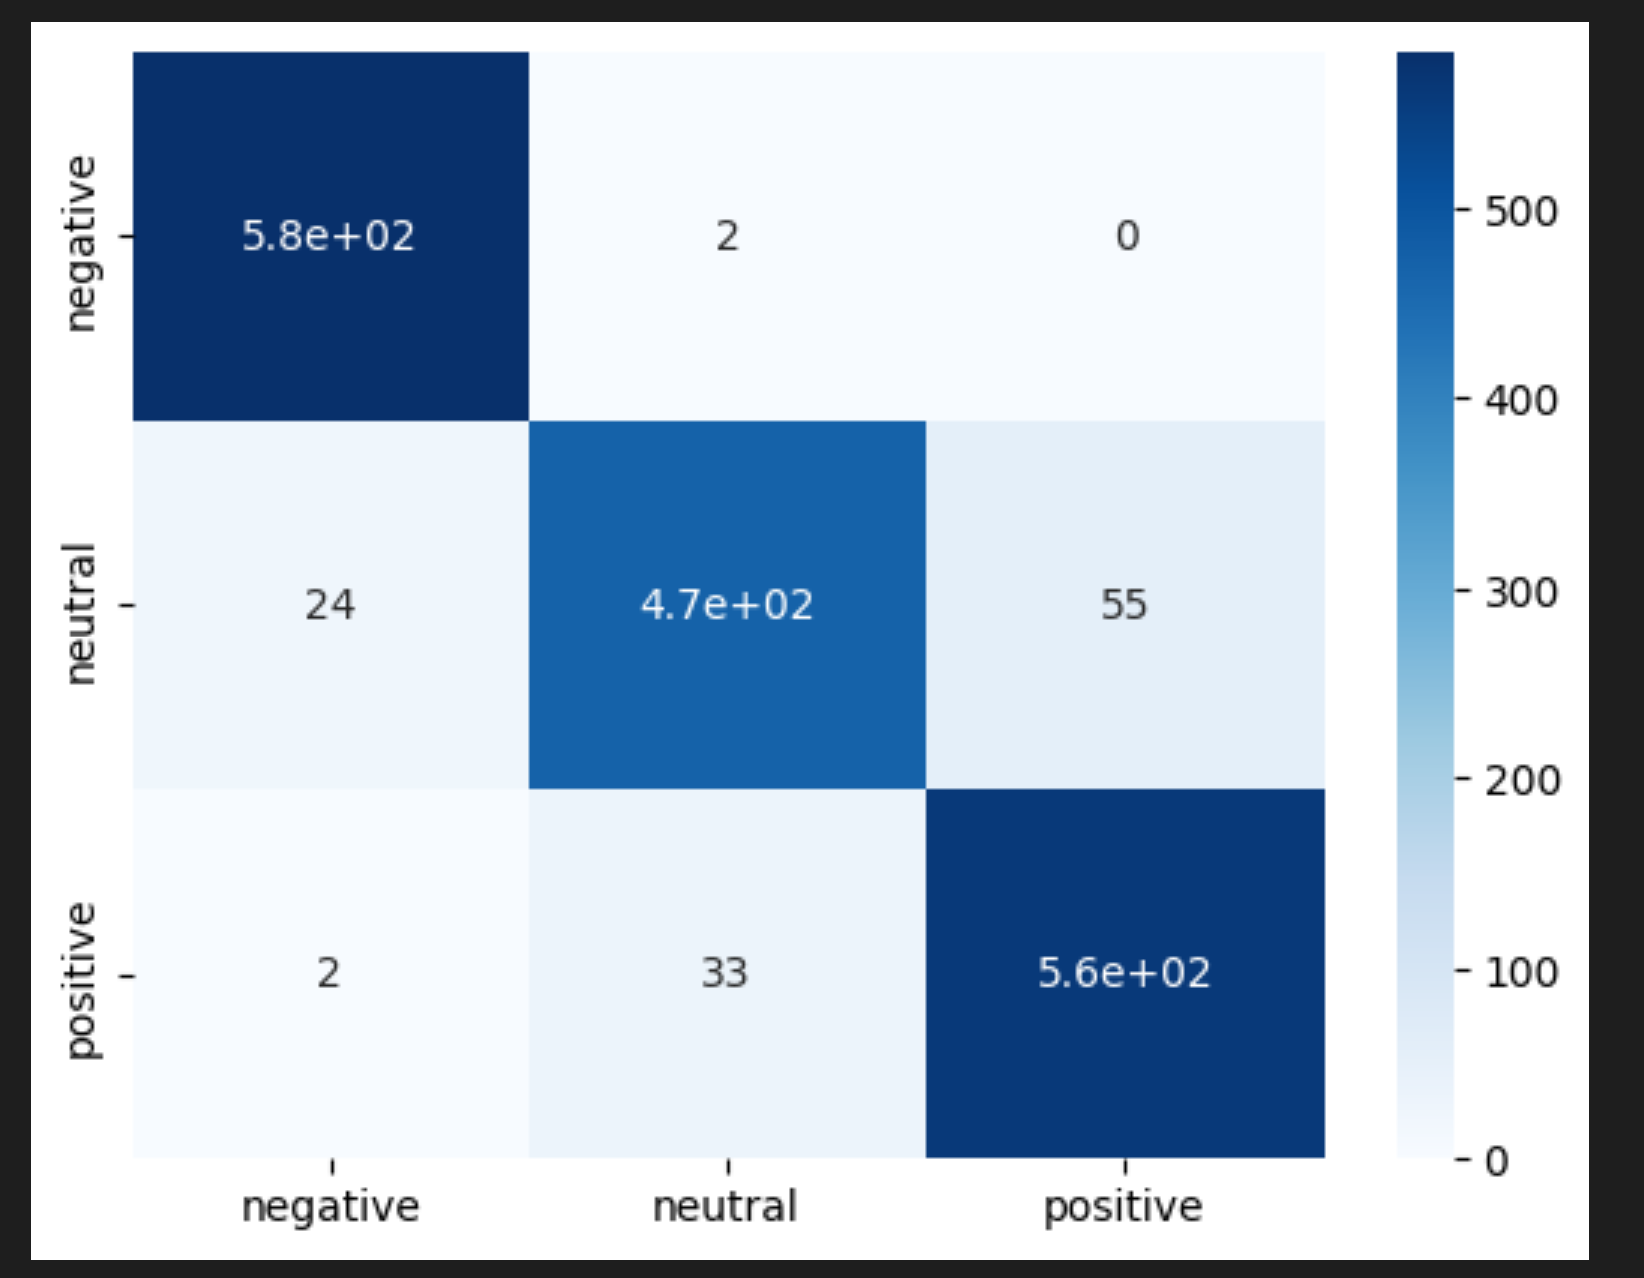 negative
5.8e+02 2 0
neutral
24 4.7e+02 55
positive
2 33 5.6e+02
negative neutral positive
500
400
300
200
100
0